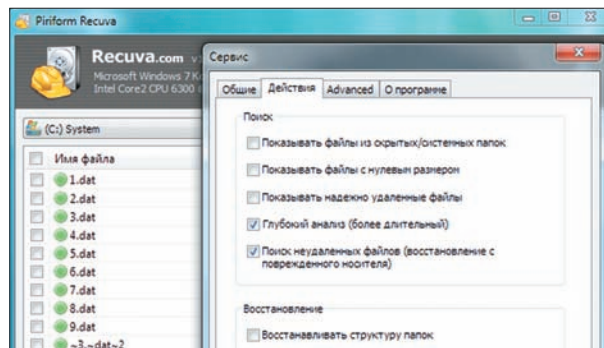 Piriform Recuva
Recuva.com
Microsoft Windows 7
Intel Core2 CPU 6300
(C:) System
Имя файла
1.dat
2.dat
3.dat
4.dat
5.dat
6.dat
7.dat
8.dat
9.dat
~3.~dat~2
Сервис
Общие Действия Advanced О программе
Поиск
Показывать файлы из скрытых/системных папок
Показывать файлы с нулевым размером
Показывать надежно удаленные файлы
Глубокий анализ (более длительный)
Поиск неудаленных файлов (восстановление с
поврежденного носителя)
Восстановление
Восстанавливать структуру папок